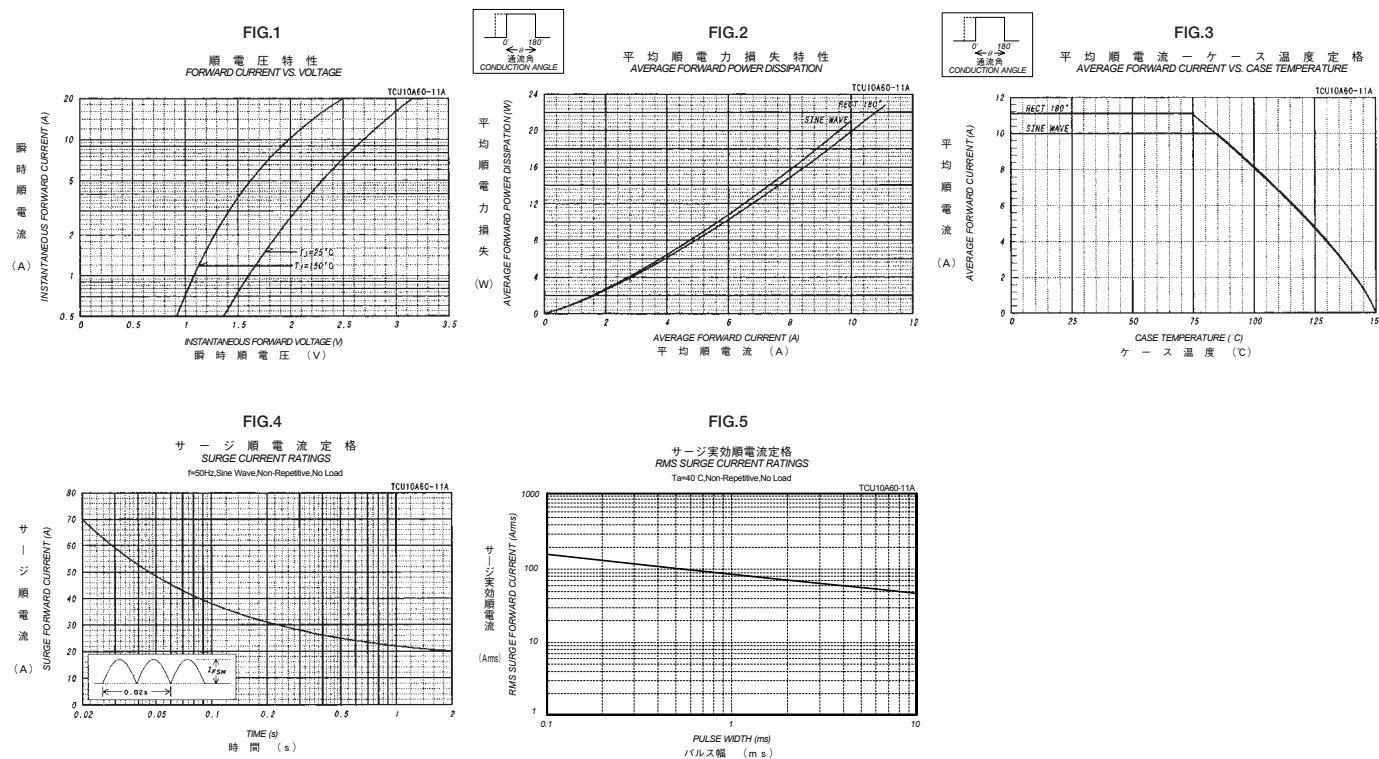 FIG.1
順電圧特性
FORWARD CURRENT VS. VOLTAGE
TCU10A60-11A
瞬時順電流 (A)
INSTANTANEOUS FORWARD CURRENT (A)
20
10
5
2
1
0.5
Tj=25°C
Tj=150°C
0 0.5 1.0 1.5 2.0 2.5 3.0 3.5
INSTANTANEOUS FORWARD VOLTAGE (V)
瞬時順電圧 (V)
0° 180°
θ
通流角
CONDUCTION ANGLE
FIG.2
平均順電力損失特性
AVERAGE FORWARD POWER DISSIPATION
TCU10A60-11A
平均順電力損失 (W)
AVERAGE FORWARD POWER DISSIPATION (W)
24
20
16
12
8
4
0
RECT 180°
SINE WAVE
0 2 4 6 8 10 12
AVERAGE FORWARD CURRENT (A)
平均順電流 (A)
0° 180°
θ
通流角
CONDUCTION ANGLE
FIG.3
平均順電流－ケース温度定格
AVERAGE FORWARD CURRENT VS. CASE TEMPERATURE
TCU10A60-11A
平均順電流 (A)
AVERAGE FORWARD CURRENT (A)
12
10
8
6
4
2
0
RECT 180°
SINE WAVE
0 25 50 75 100 125 150
CASE TEMPERATURE (°C)
ケース温度 (℃)
FIG.4
サージ順電流定格
SURGE CURRENT RATINGS
f=50Hz,Sine Wave,Non-Repetitive,No Load
TCU10A60-11A
サージ順電流 (A)
SURGE FORWARD CURRENT (A)
80
70
60
50
40
30
20
10
0
IFSM
0.02s
0.02 0.05 0.1 0.2 0.5 1 2
TIME (s)
時間 (s)
FIG.5
サージ実効順電流定格
RMS SURGE CURRENT RATINGS
Ta=40°C,Non-Repetitive,No Load
TCU10A60-11A
サージ実効順電流 (Arms)
RMS SURGE FORWARD CURRENT (Arms)
1000
100
10
1
0.1 1 10
PULSE WIDTH (ms)
パルス幅 (ms)